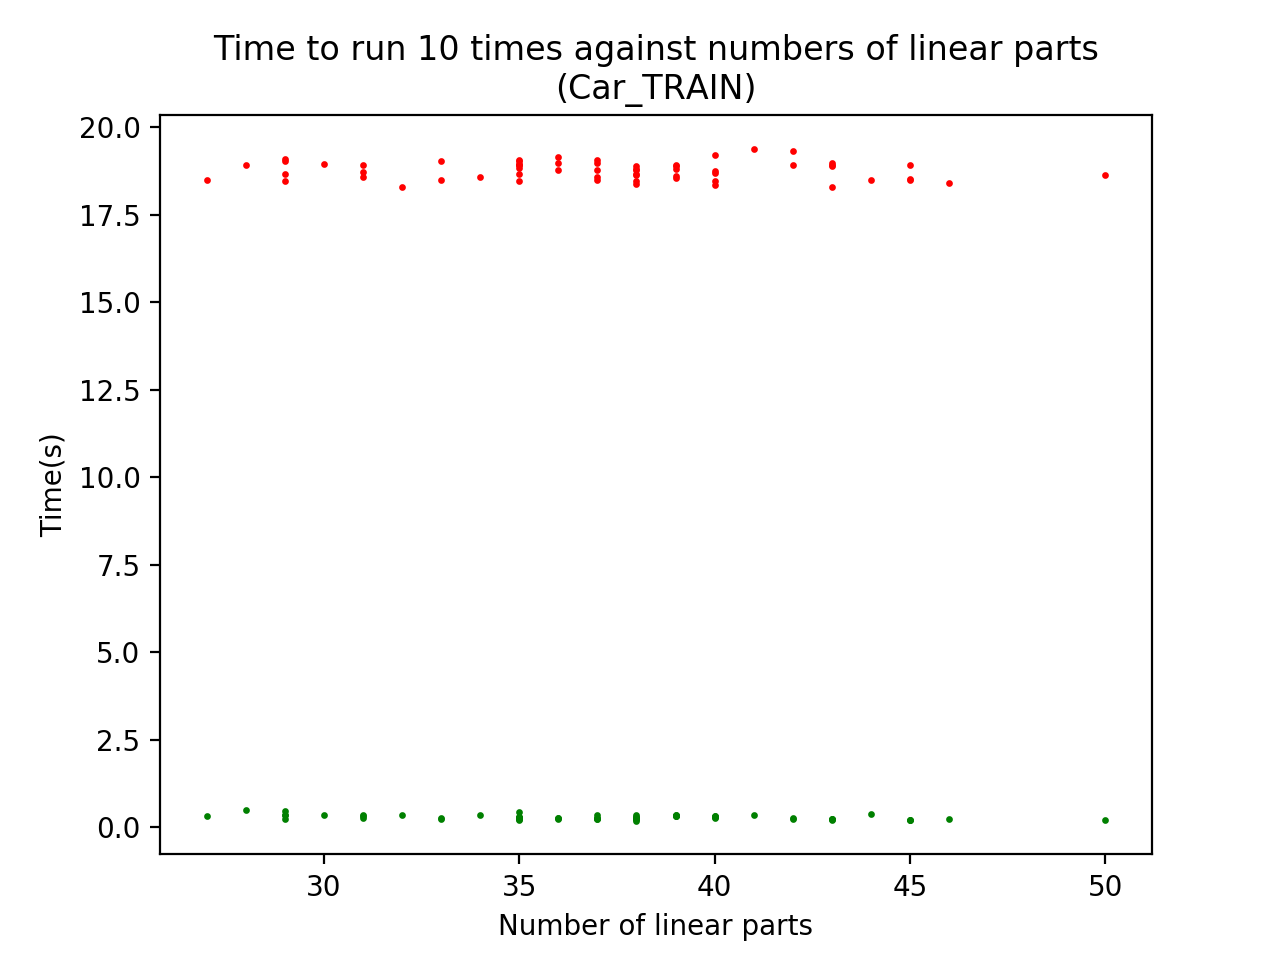 Time to run 10 times against numbers of linear parts
(Car_TRAIN)
20.0
17.5
15.0
12.5
10.0
7.5
5.0
2.5
0.0
Time(s)
30 35 40 45 50
Number of linear parts